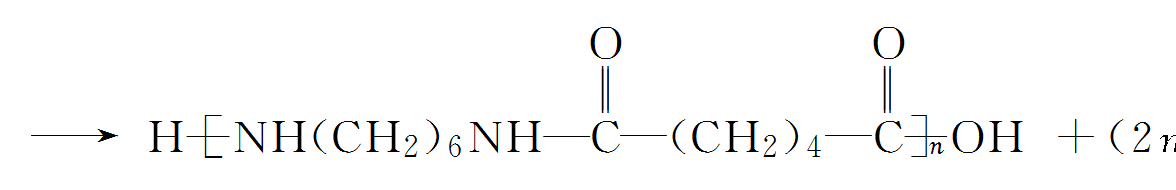 O O
⟶ H⁅NH(CH₂)₆NH—C—(CH₂)₄—C⁆ₙOH +(2n